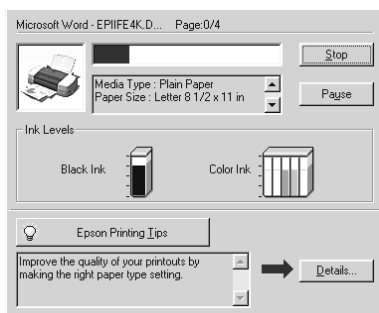 Microsoft Word - EPIIFE4K.D... Page:0/4
Stop
Media Type : Plain Paper
Paper Size : Letter 8 1/2 x 11 in
Pause
Ink Levels
Black Ink
Color Ink
Epson Printing Tips
Improve the quality of your printouts by
making the right paper type setting.
Details...